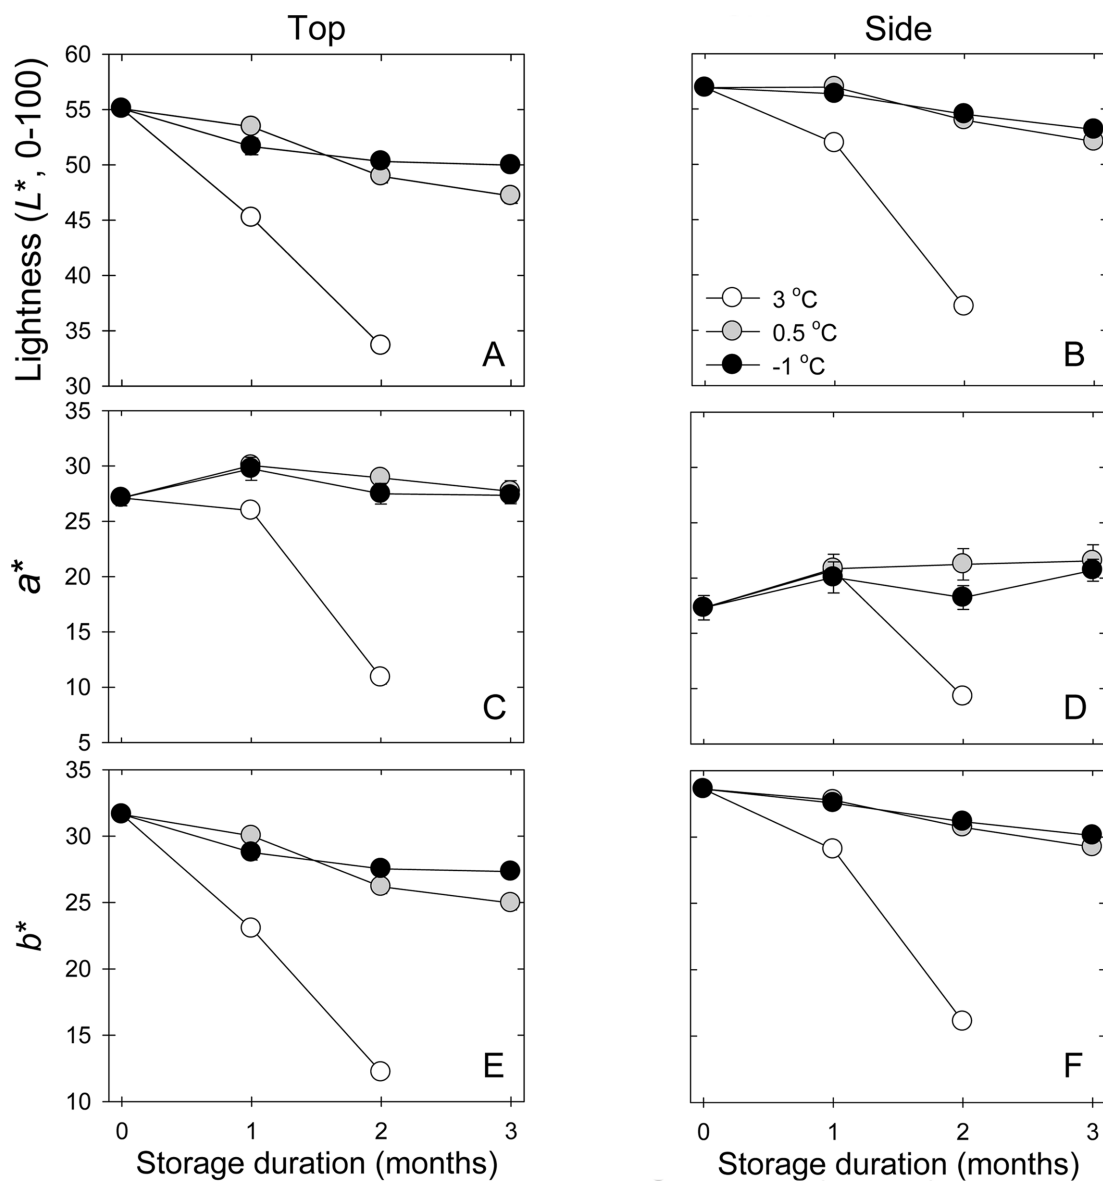 Top
Side
Lightness (L*, 0-100)
60
55
50
45
40
35
30
A
3 °C
0.5 °C
-1 °C
B
a*
35
30
25
20
15
10
5
C
D
b*
35
30
25
20
15
10
E
F
0 1 2 3
0 1 2 3
Storage duration (months)
Storage duration (months)